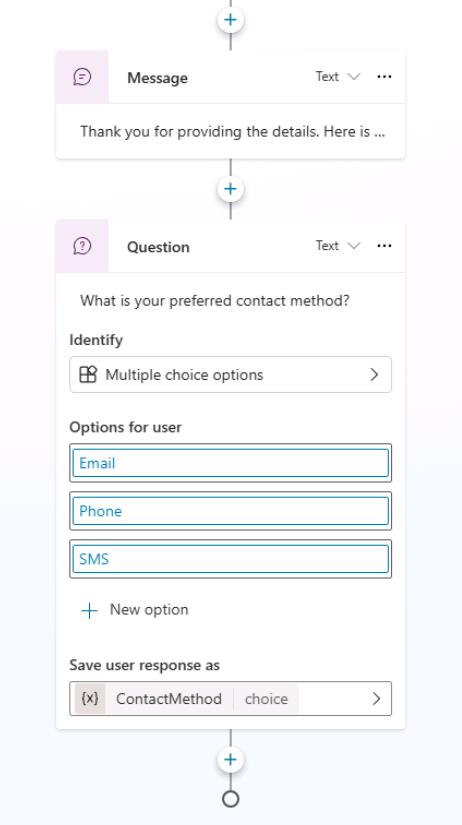 Message
Text
Thank you for providing the details. Here is ...
Question
Text
What is your preferred contact method?
Identify
Multiple choice options
Options for user
Email
Phone
SMS
New option
Save user response as
{x} ContactMethod choice